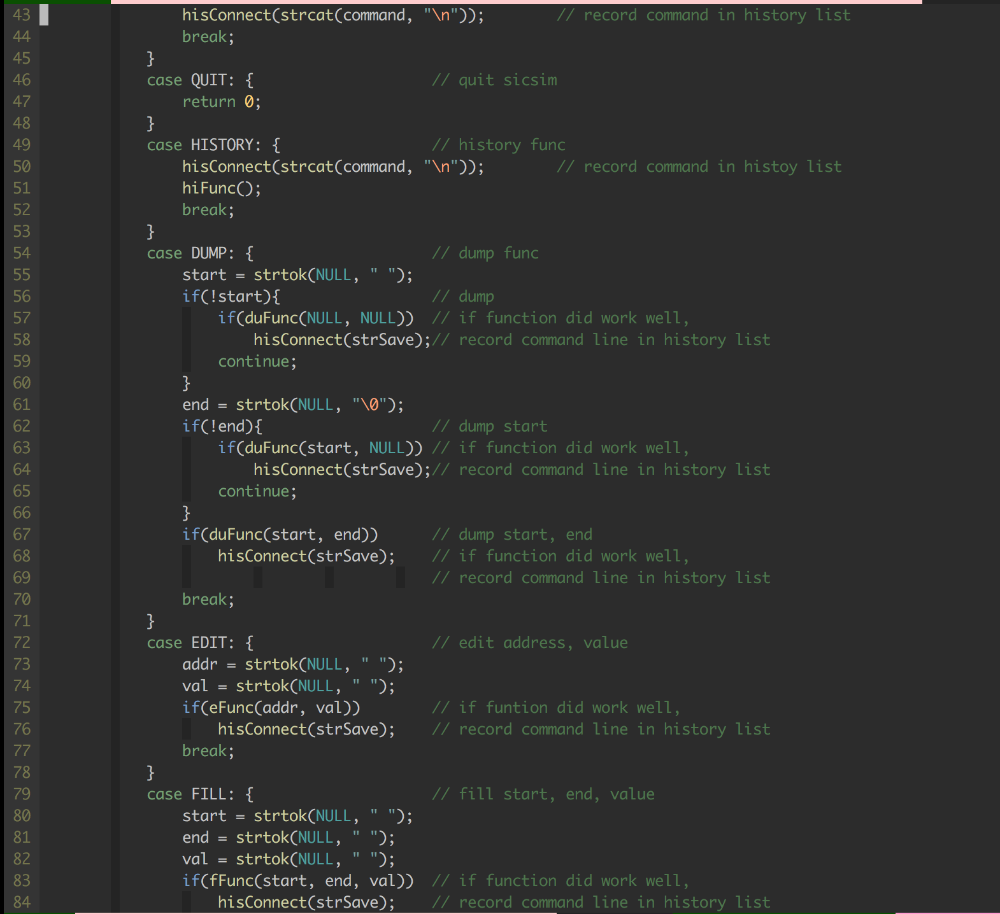 43                 hisConnect(strcat(command, "\n"));        // record command in history list
44                 break;
45             }
46             case QUIT: {                    // quit sicsim
47                 return 0;
48             }
49             case HISTORY: {                 // history func
50                 hisConnect(strcat(command, "\n"));        // record command in histoy list
51                 hiFunc();
52                 break;
53             }
54             case DUMP: {                    // dump func
55                 start = strtok(NULL, " ");
56                 if(!start){                 // dump
57                     if(duFunc(NULL, NULL))  // if function did work well,
58                         hisConnect(strSave);// record command line in history list
59                     continue;
60                 }
61                 end = strtok(NULL, "\0");
62                 if(!end){                   // dump start
63                     if(duFunc(start, NULL)) // if function did work well,
64                         hisConnect(strSave);// record command line in history list
65                     continue;
66                 }
67                 if(duFunc(start, end))      // dump start, end
68                     hisConnect(strSave);    // if function did work well,
69                                             // record command line in history list
70                 break;
71             }
72             case EDIT: {                    // edit address, value
73                 addr = strtok(NULL, " ");
74                 val = strtok(NULL, " ");
75                 if(eFunc(addr, val))        // if funtion did work well,
76                     hisConnect(strSave);    // record command line in history list
77                 break;
78             }
79             case FILL: {                    // fill start, end, value
80                 start = strtok(NULL, " ");
81                 end = strtok(NULL, " ");
82                 val = strtok(NULL, " ");
83                 if(fFunc(start, end, val))  // if function did work well,
84                     hisConnect(strSave);    // record command line in history list